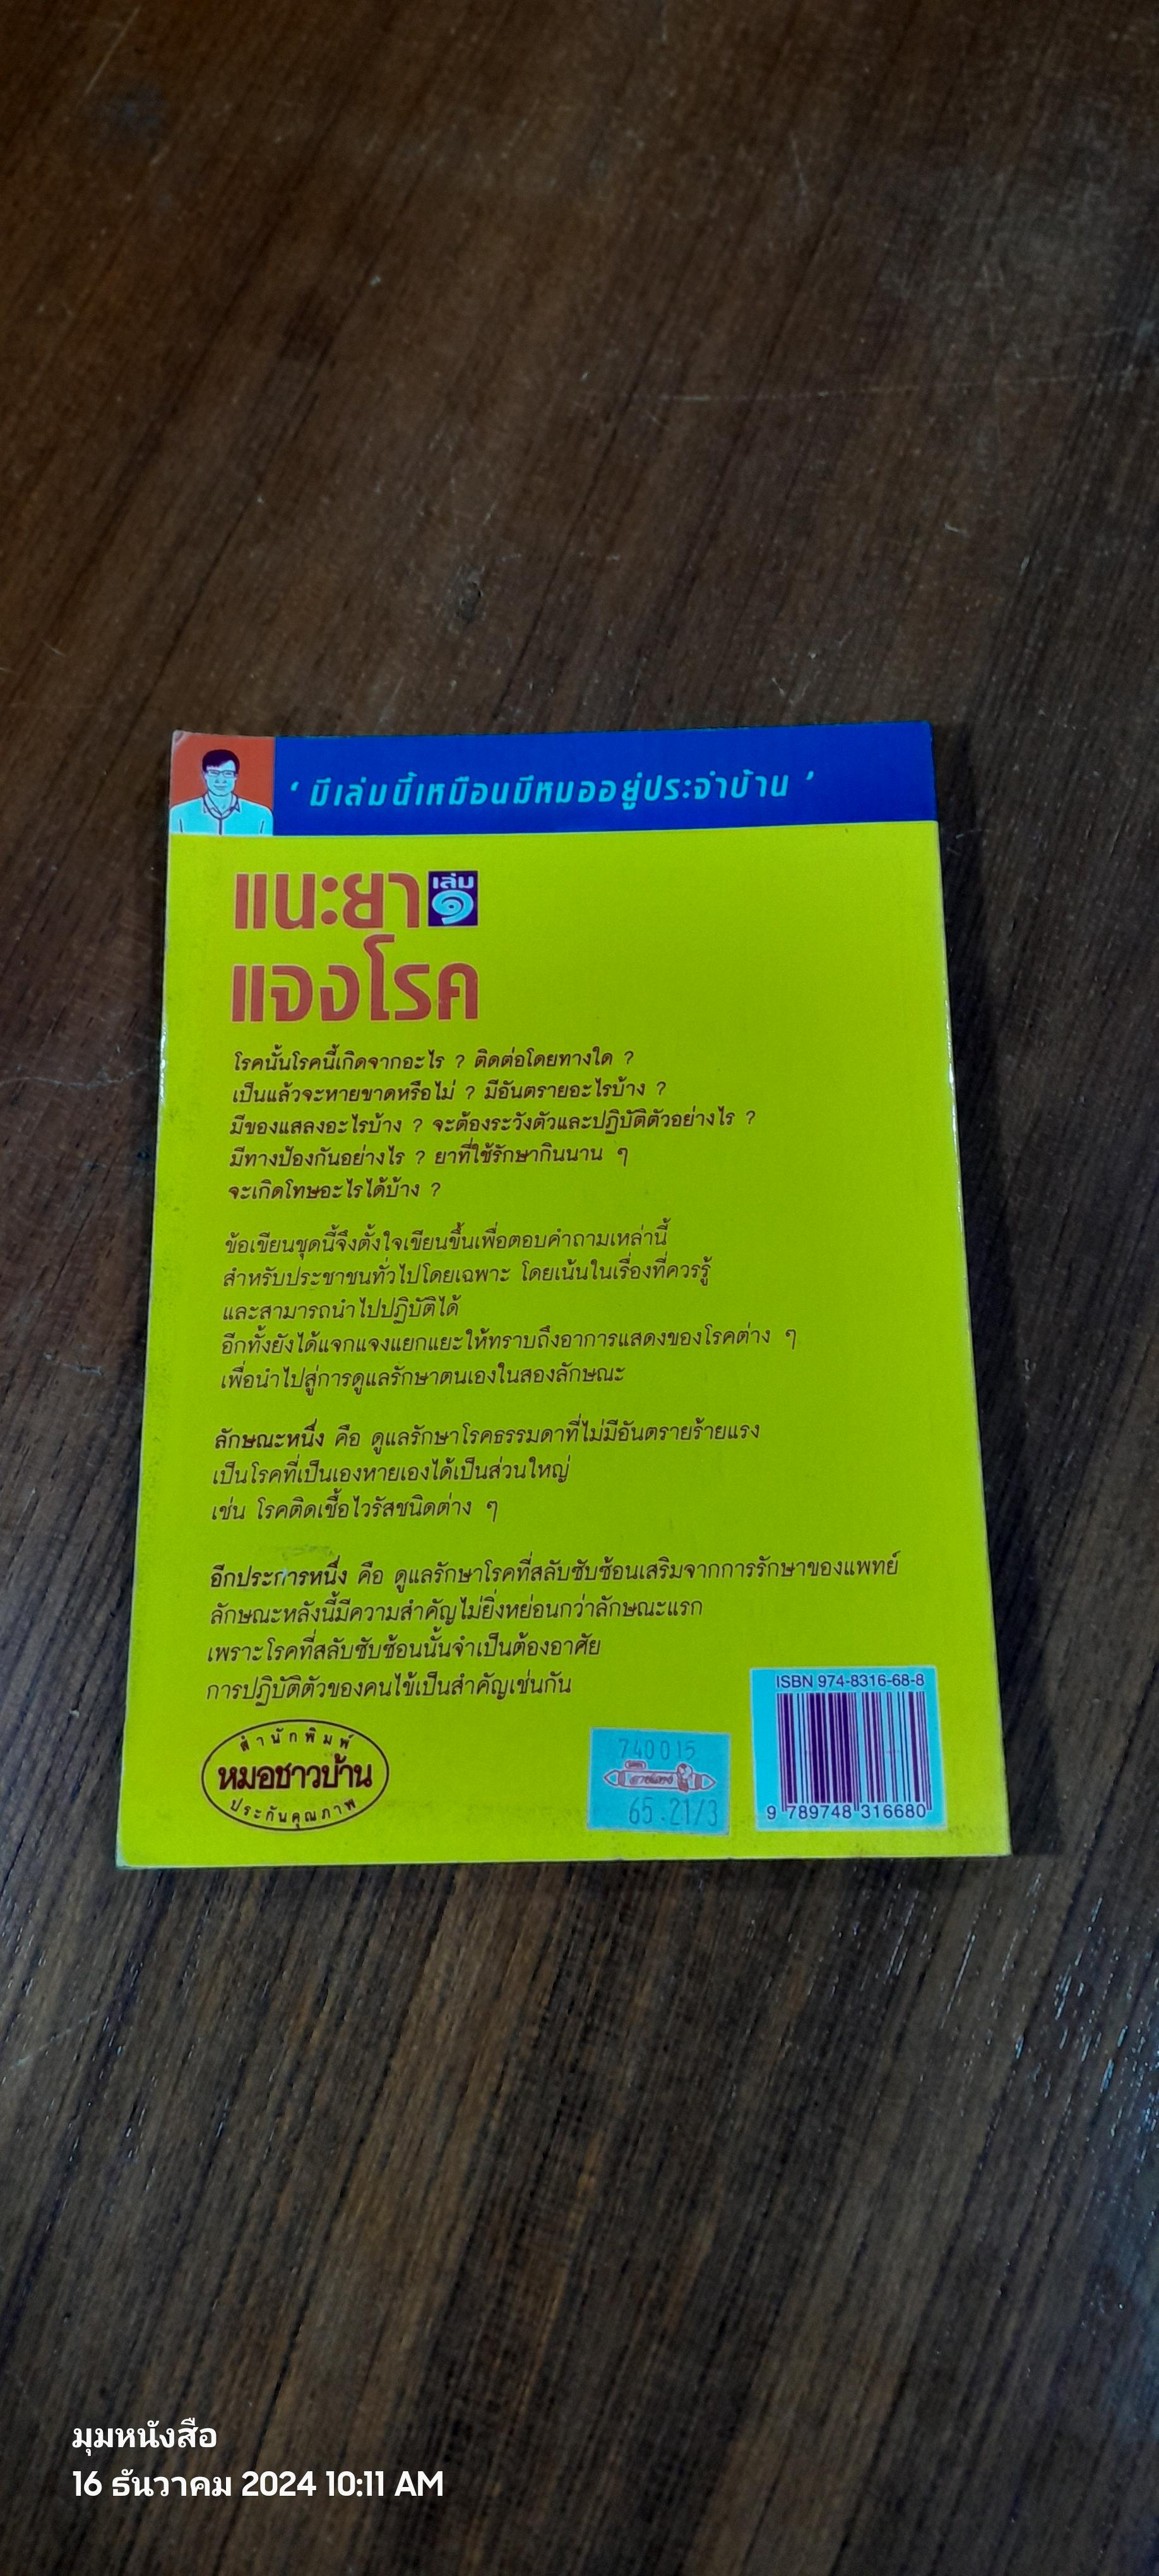 ‘ มีเล่มนี้เหมือนมีหมออยู่ประจำบ้าน ’
แนะยา เล่ม ๑
แจงโรค
โรคนั้นโรคนี้เกิดจากอะไร ? ติดต่อโดยทางใด ?
เป็นแล้วจะหายขาดหรือไม่ ? มีอันตรายอะไรบ้าง ?
มีของแสลงอะไรบ้าง ? จะต้องระวังตัวและปฏิบัติตัวอย่างไร ?
มีทางป้องกันอย่างไร ? ยาที่ใช้รักษากินนาน ๆ
จะเกิดโทษอะไรได้บ้าง ?
ข้อเขียนชุดนี้จึงตั้งใจเขียนขึ้นเพื่อตอบคำถามเหล่านี้
สำหรับประชาชนทั่วไปโดยเฉพาะ โดยเน้นในเรื่องที่ควรรู้
และสามารถนำไปปฏิบัติได้
อีกทั้งยังได้แจกแจงแยกแยะให้ทราบถึงอาการแสดงของโรคต่าง ๆ
เพื่อนำไปสู่การดูแลรักษาตนเองในสองลักษณะ
ลักษณะหนึ่ง คือ ดูแลรักษาโรคธรรมดาที่ไม่มีอันตรายร้ายแรง
เป็นโรคที่เป็นเองหายเองได้เป็นส่วนใหญ่
เช่น โรคติดเชื้อไวรัสชนิดต่าง ๆ
อีกประการหนึ่ง คือ ดูแลรักษาโรคที่สลับซับซ้อนเสริมจากการรักษาของแพทย์
ลักษณะหลังนี้มีความสำคัญไม่ยิ่งหย่อนกว่าลักษณะแรก
เพราะโรคที่สลับซับซ้อนนั้นจำเป็นต้องอาศัย
การปฏิบัติตัวของคนไข้เป็นสำคัญเช่นกัน
สำนักพิมพ์
หมอชาวบ้าน
ประกันคุณภาพ
740015
65.21/3
ISBN 974-8316-68-8
9 789748 316680
มุมหนังสือ
16 ธันวาคม 2024 10:11 AM